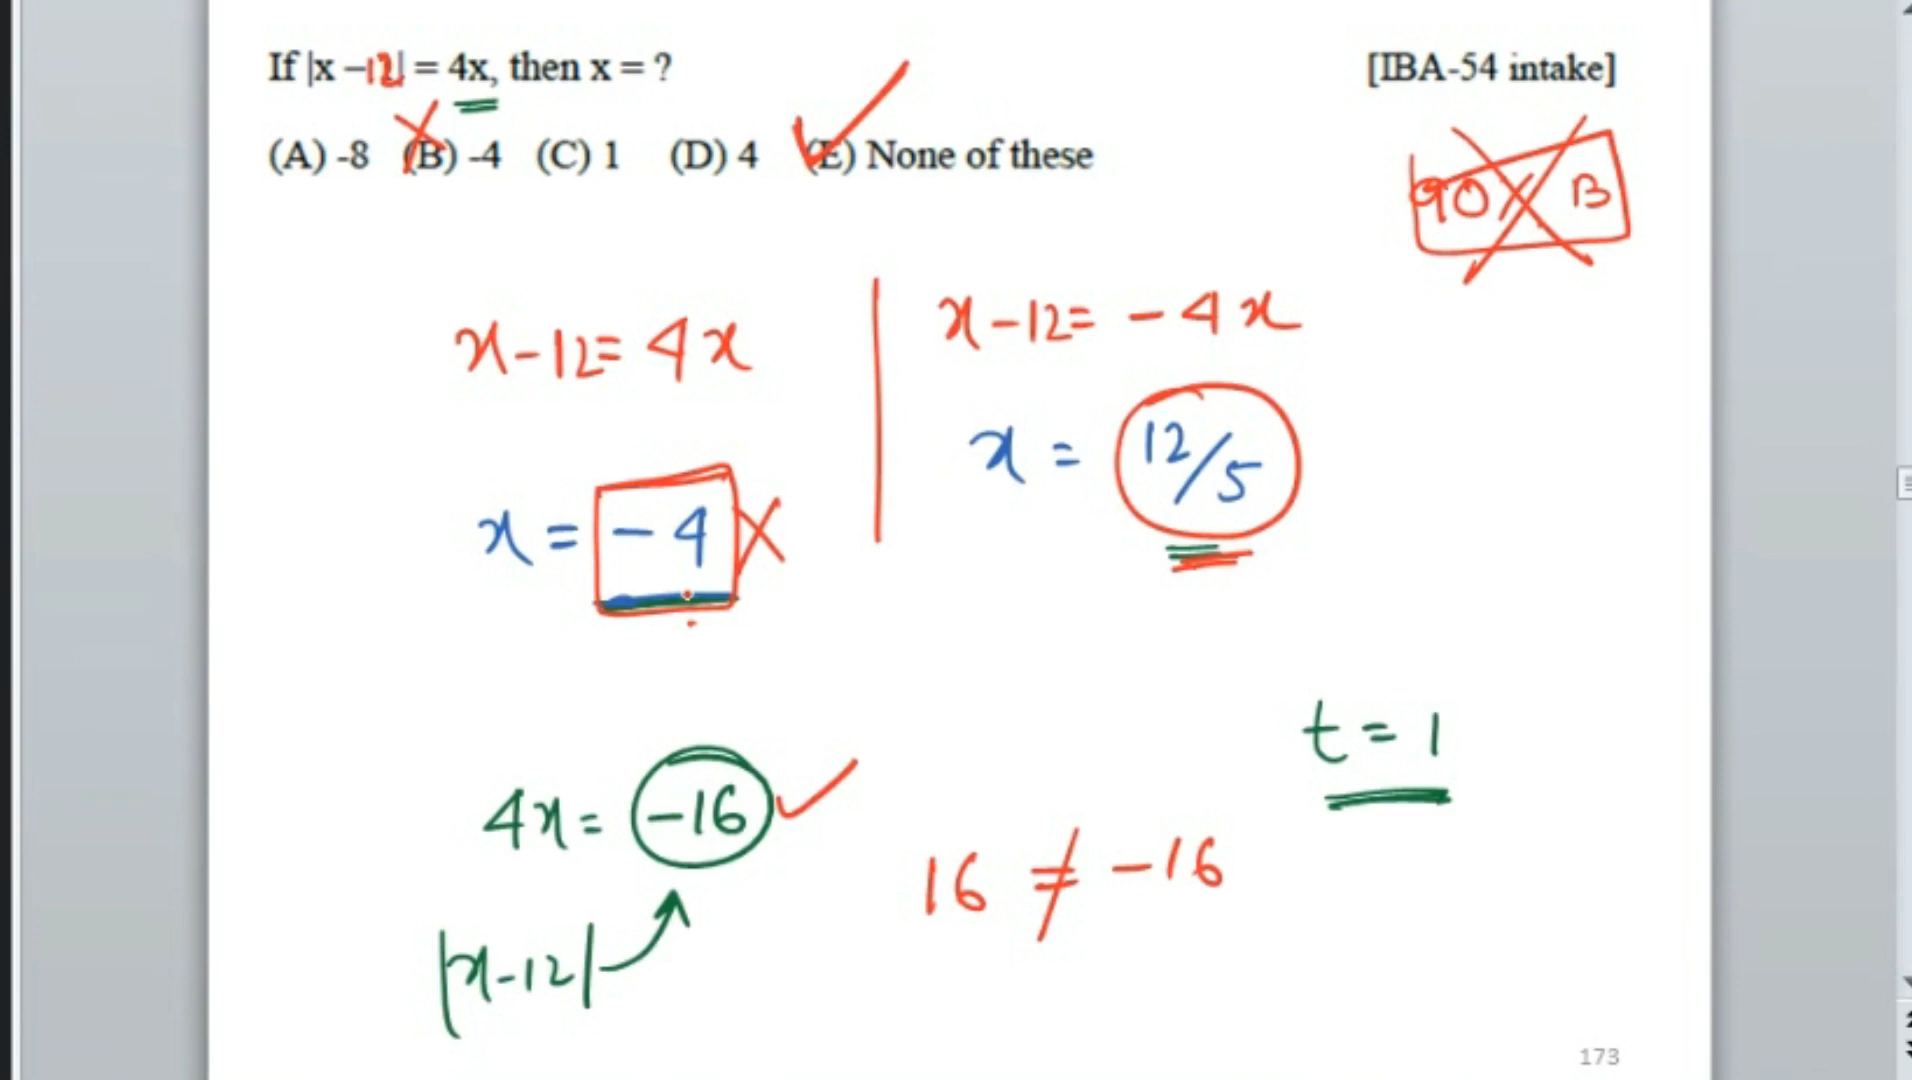 If |x –12| = 4x, then x = ? [IBA-54 intake]
(A) -8 (B) -4 (C) 1 (D) 4 (E) None of these
90% B
x-12= 4x
x-12= -4x
x = 12/5
x = -4
t = 1
4x= -16
16 ≠ -16
|x-12|
173